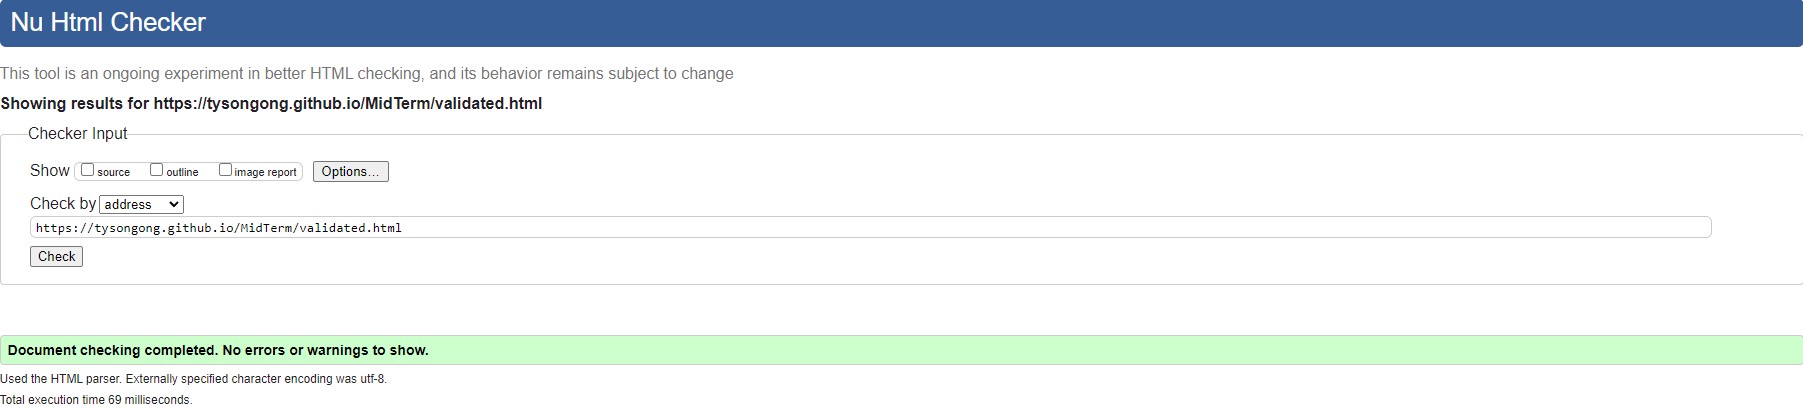 Nu Html Checker
This tool is an ongoing experiment in better HTML checking, and its behavior remains subject to change
Showing results for https://tysongong.github.io/MidTerm/validated.html
Checker Input
Show source outline image report Options...
Check by address
https://tysongong.github.io/MidTerm/validated.html
Check
Document checking completed. No errors or warnings to show.
Used the HTML parser. Externally specified character encoding was utf-8.
Total execution time 69 milliseconds.